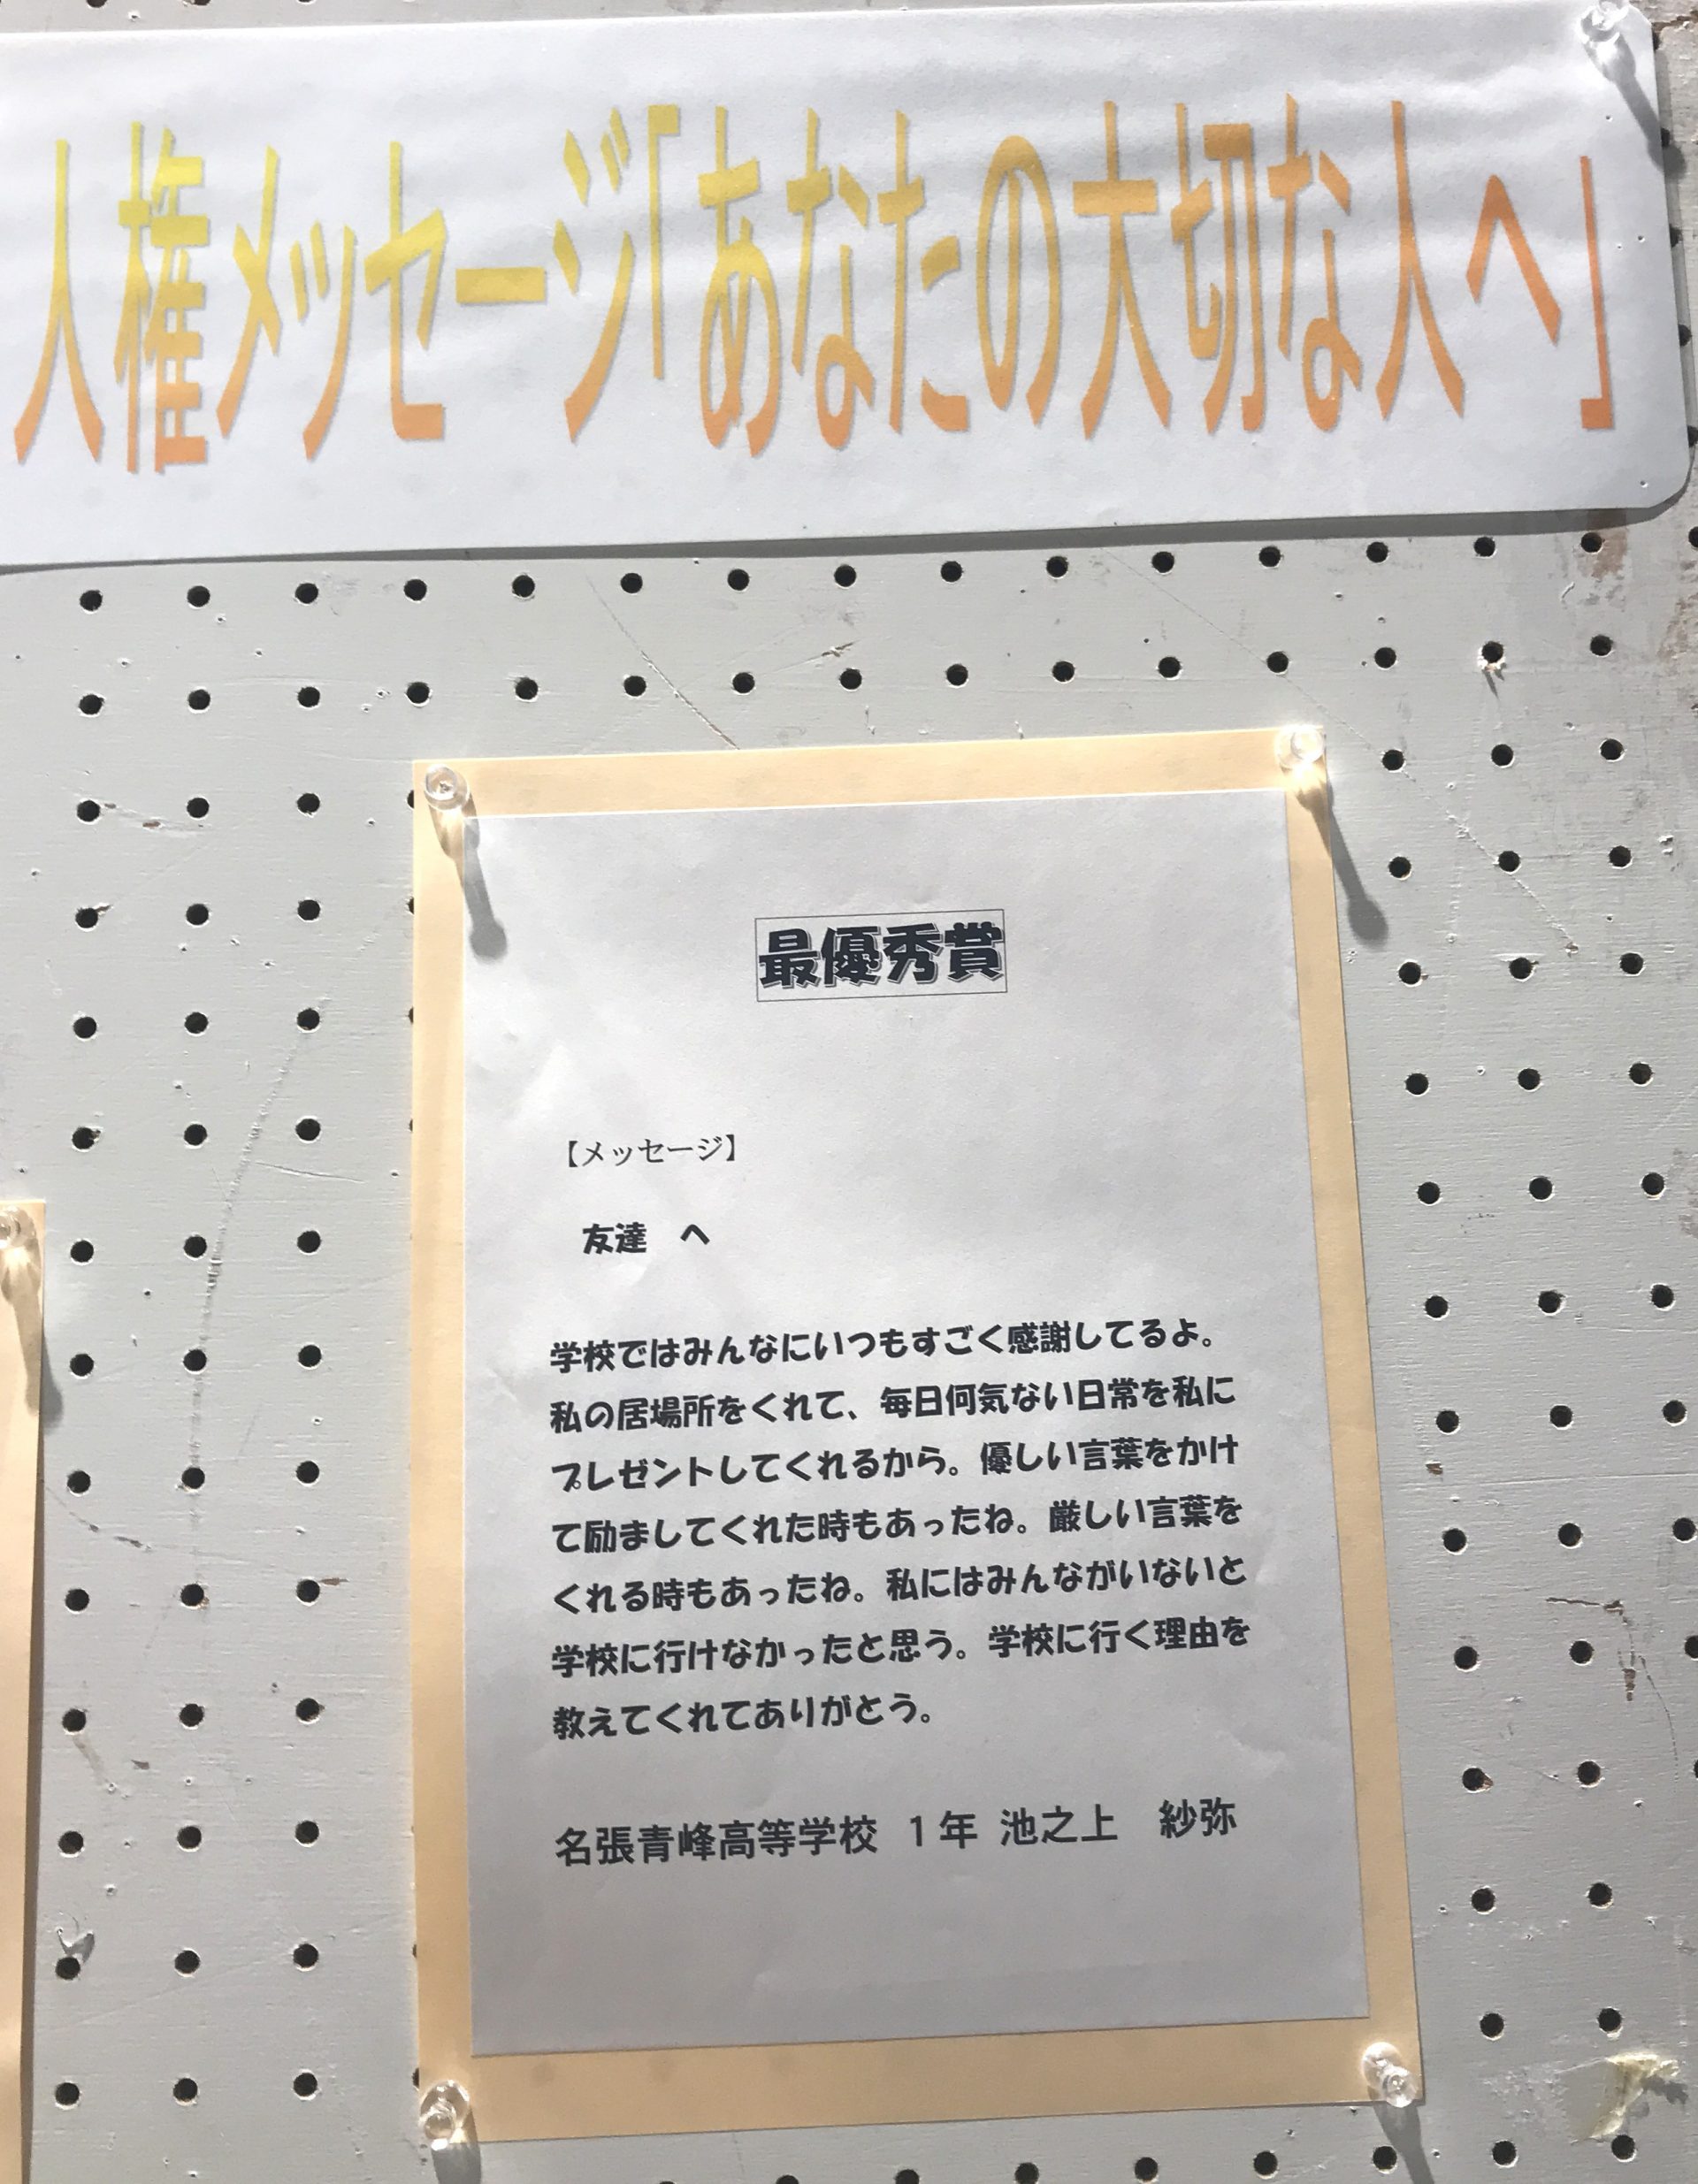 人権メッセージ「あなたの大切な人へ」
最優秀賞
【メッセージ】
友達　へ
学校ではみんなにいつもすごく感謝してるよ。
私の居場所をくれて、毎日何気ない日常を私に
プレゼントしてくれるから。優しい言葉をかけ
て励ましてくれた時もあったね。厳しい言葉を
くれる時もあったね。私にはみんながいないと
学校に行けなかったと思う。学校に行く理由を
教えてくれてありがとう。
名張青峰高等学校　１年 池之上　紗弥